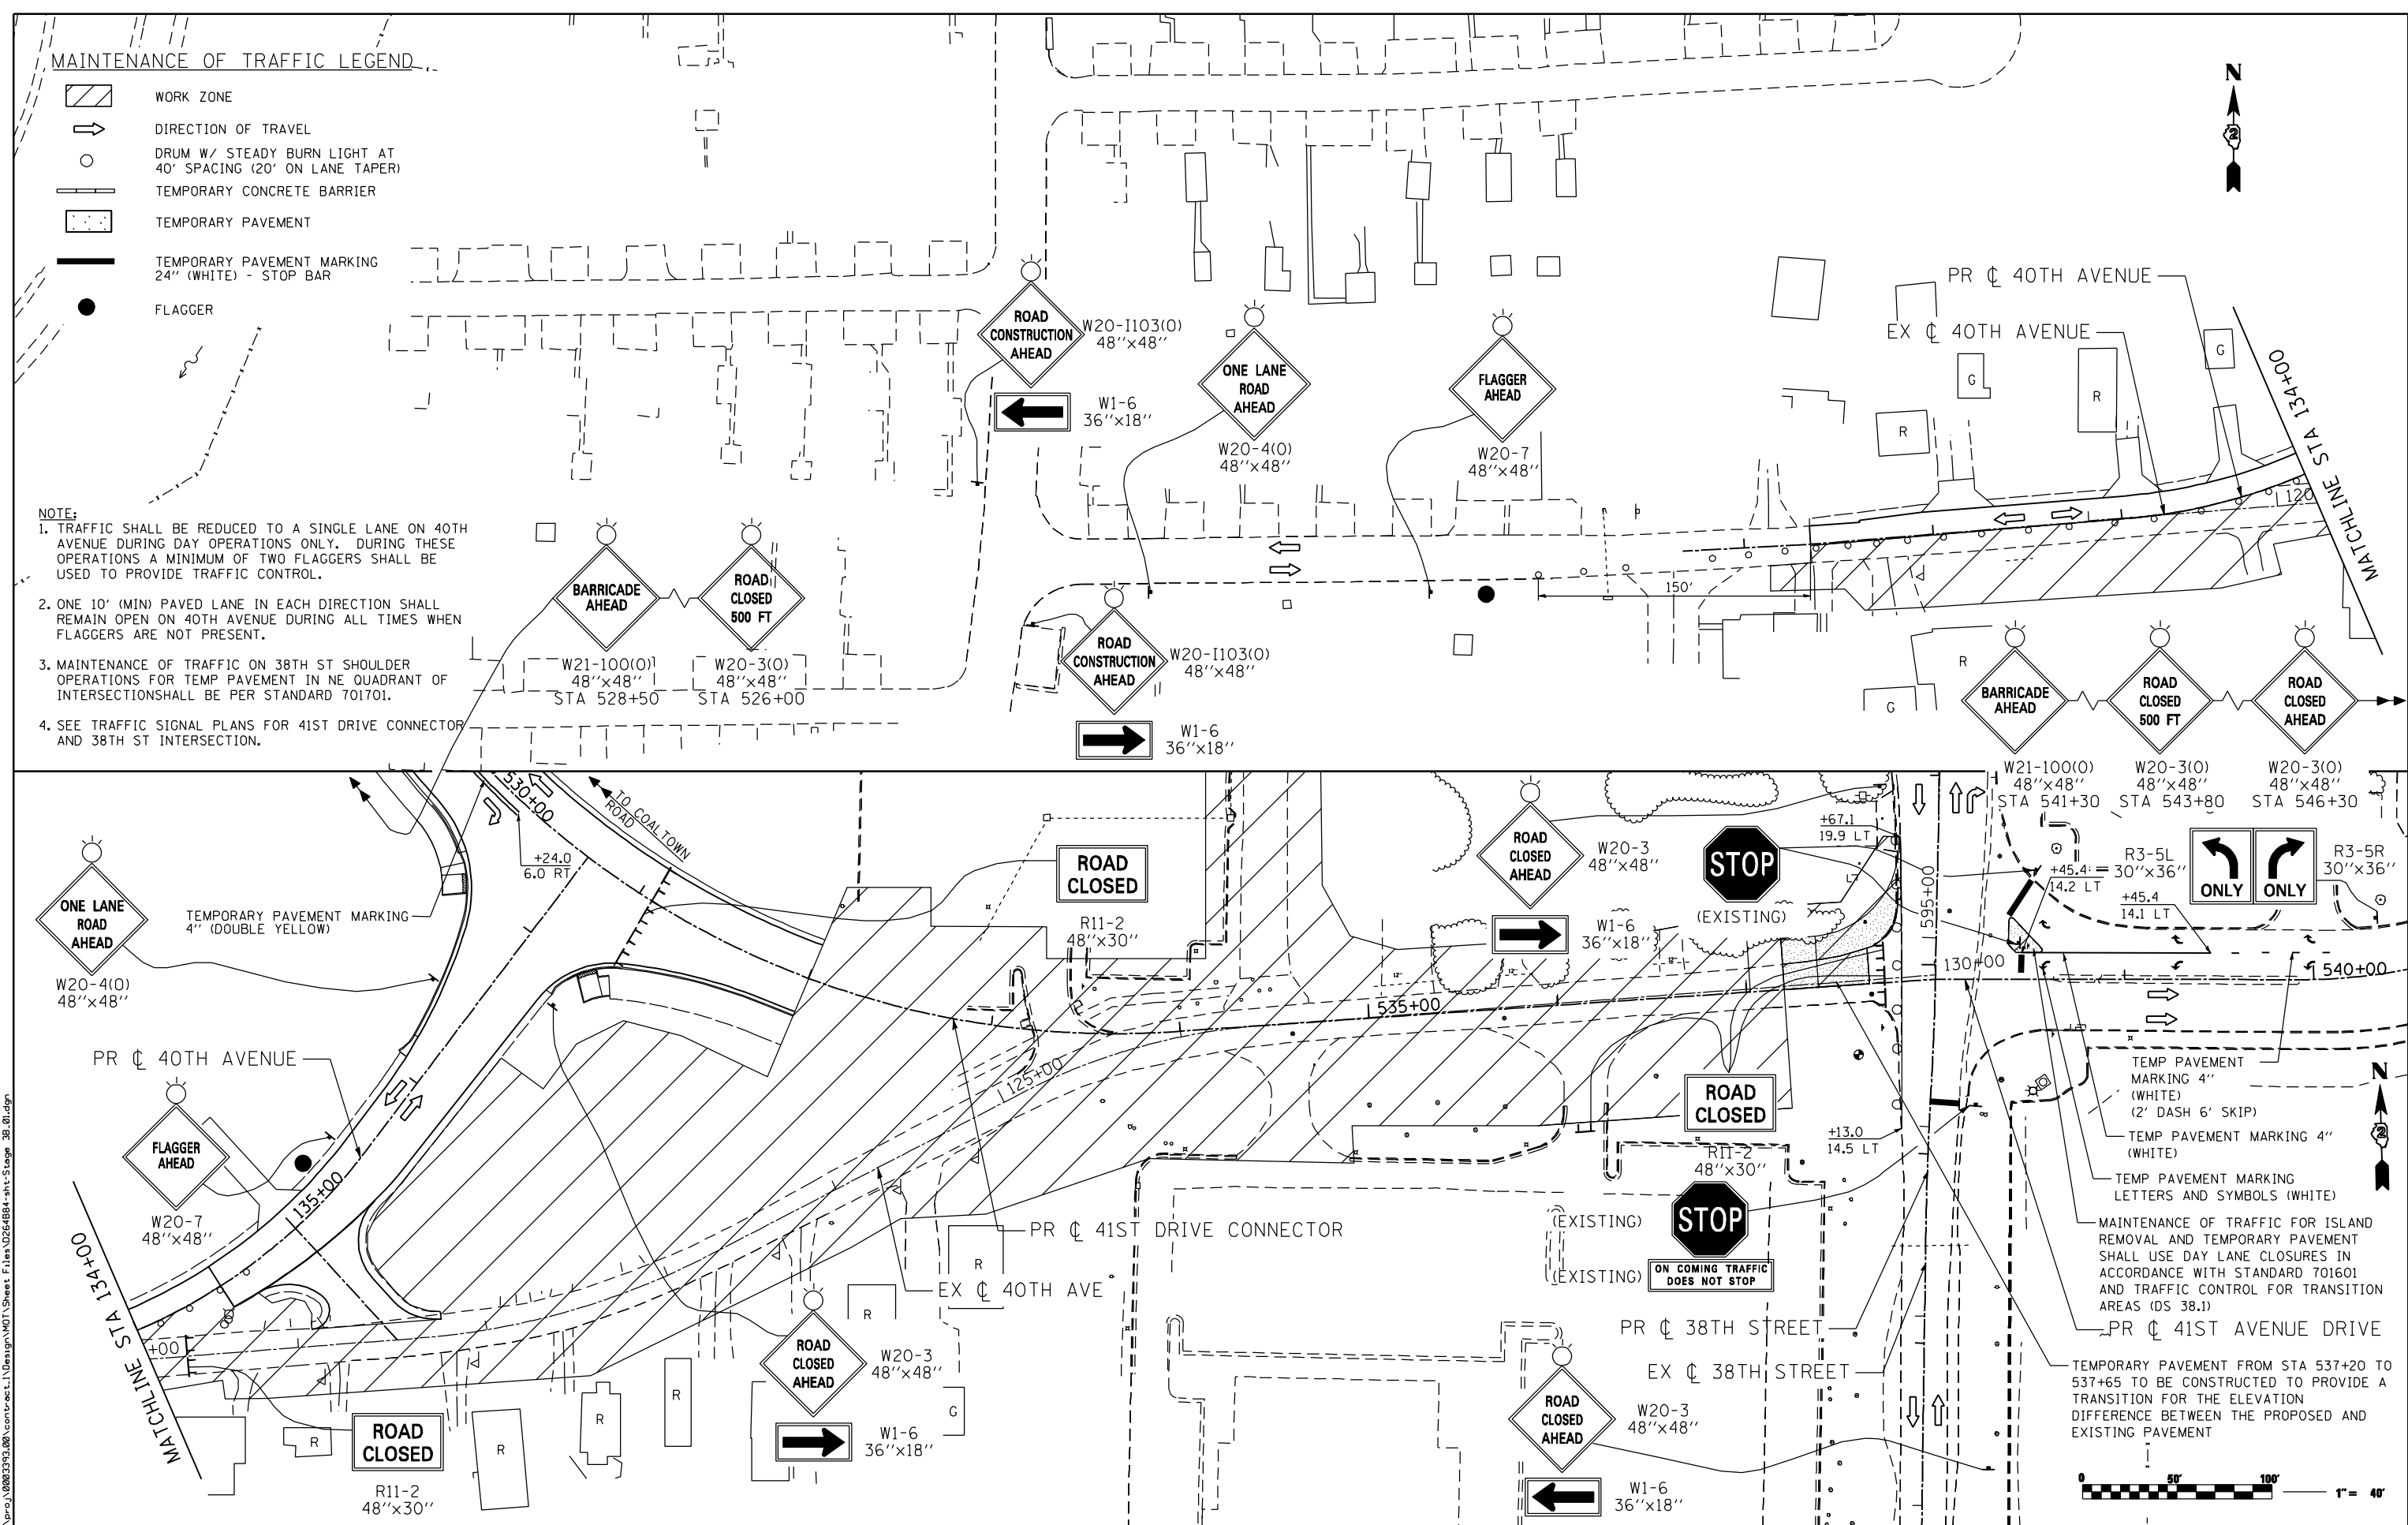 MAINTENANCE OF TRAFFIC LEGEND
WORK ZONE
DIRECTION OF TRAVEL
DRUM W/ STEADY BURN LIGHT AT
40' SPACING (20' ON LANE TAPER)
TEMPORARY CONCRETE BARRIER
TEMPORARY PAVEMENT
TEMPORARY PAVEMENT MARKING
24'' (WHITE) - STOP BAR
FLAGGER
NOTE:
1. TRAFFIC SHALL BE REDUCED TO A SINGLE LANE ON 40TH
AVENUE DURING DAY OPERATIONS ONLY. DURING THESE
OPERATIONS A MINIMUM OF TWO FLAGGERS SHALL BE
USED TO PROVIDE TRAFFIC CONTROL.
2. ONE 10' (MIN) PAVED LANE IN EACH DIRECTION SHALL
REMAIN OPEN ON 40TH AVENUE DURING ALL TIMES WHEN
FLAGGERS ARE NOT PRESENT.
3. MAINTENANCE OF TRAFFIC ON 38TH ST SHOULDER
OPERATIONS FOR TEMP PAVEMENT IN NE QUADRANT OF
INTERSECTIONSHALL BE PER STANDARD 701701.
4. SEE TRAFFIC SIGNAL PLANS FOR 41ST DRIVE CONNECTOR
AND 38TH ST INTERSECTION.
ROAD
CONSTRUCTION
AHEAD
W20-I103(O)
48''x48''
W1-6
36''x18''
ONE LANE
ROAD
AHEAD
W20-4(O)
48''x48''
FLAGGER
AHEAD
W20-7
48''x48''
N
2
PR ℄ 40TH AVENUE
EX ℄ 40TH AVENUE
G
G
R
R
MATCHLINE STA 134+00
120
150'
BARRICADE
AHEAD
W21-100(O)
48''x48''
STA 528+50
ROAD
CLOSED
500 FT
W20-3(O)
48''x48''
STA 526+00
ROAD
CONSTRUCTION
AHEAD
W20-I103(O)
48''x48''
W1-6
36''x18''
R
G
BARRICADE
AHEAD
W21-100(O)
48''x48''
STA 541+30
ROAD
CLOSED
500 FT
W20-3(O)
48''x48''
STA 543+80
ROAD
CLOSED
AHEAD
W20-3(O)
48''x48''
STA 546+30
530+00
TO COALTOWN
ROAD
+24.0
6.0 RT
ONE LANE
ROAD
AHEAD
W20-4(O)
48''x48''
TEMPORARY PAVEMENT MARKING
4'' (DOUBLE YELLOW)
ROAD
CLOSED
R11-2
48''x30''
ROAD
CLOSED
AHEAD
W20-3
48''x48''
W1-6
36''x18''
STOP
(EXISTING)
+67.1
19.9 LT
595+00
+45.4
14.2 LT
+45.4
14.1 LT
R3-5L
30''x36''
ONLY
ONLY
R3-5R
30''x36''
130+00
540+00
535+00
125+00
PR ℄ 40TH AVENUE
FLAGGER
AHEAD
W20-7
48''x48''
135+00
MATCHLINE STA 134+00
+00
PR ℄ 41ST DRIVE CONNECTOR
EX ℄ 40TH AVE
ROAD
CLOSED
R11-2
48''x30''
+13.0
14.5 LT
(EXISTING)
STOP
(EXISTING)
ON COMING TRAFFIC
DOES NOT STOP
TEMP PAVEMENT
MARKING 4''
(WHITE)
(2' DASH 6' SKIP)
TEMP PAVEMENT MARKING 4''
(WHITE)
TEMP PAVEMENT MARKING
LETTERS AND SYMBOLS (WHITE)
MAINTENANCE OF TRAFFIC FOR ISLAND
REMOVAL AND TEMPORARY PAVEMENT
SHALL USE DAY LANE CLOSURES IN
ACCORDANCE WITH STANDARD 701601
AND TRAFFIC CONTROL FOR TRANSITION
AREAS (DS 38.1)
N
2
PR ℄ 38TH STREET
PR ℄ 41ST AVENUE DRIVE
EX ℄ 38TH STREET
TEMPORARY PAVEMENT FROM STA 537+20 TO
537+65 TO BE CONSTRUCTED TO PROVIDE A
TRANSITION FOR THE ELEVATION
DIFFERENCE BETWEEN THE PROPOSED AND
EXISTING PAVEMENT
ROAD
CLOSED
AHEAD
W20-3
48''x48''
W1-6
36''x18''
R
R
G
R
R
R
R
ROAD
CLOSED
R11-2
48''x30''
ROAD
CLOSED
AHEAD
W20-3
48''x48''
W1-6
36''x18''
0 50' 100'
1''= 40'